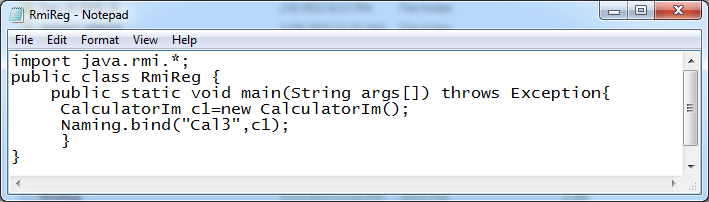 RmiReg - Notepad
File Edit Format View Help
import java.rmi.*;
public class RmiReg {
    public static void main(String args[]) throws Exception{
     CalculatorIm c1=new CalculatorIm();
     Naming.bind("Cal3",c1);
     }
}